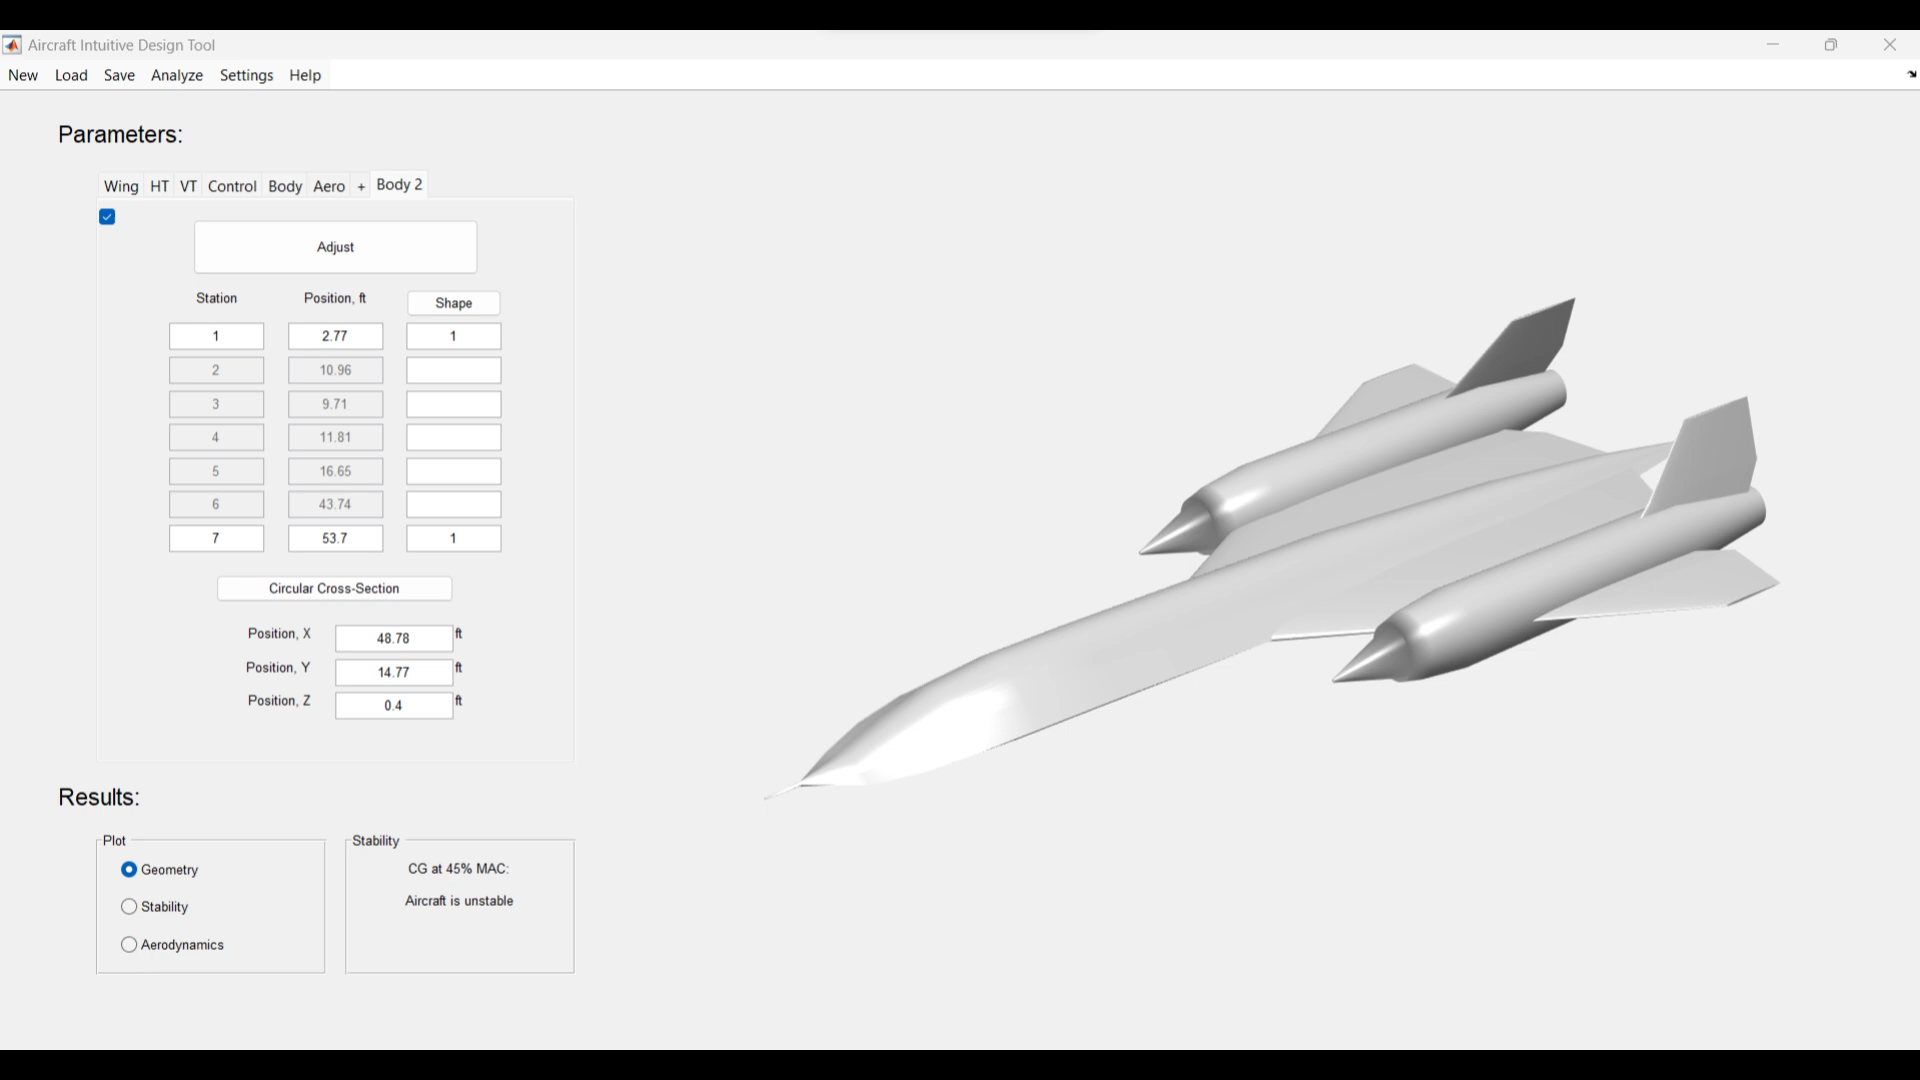 Aircraft Intuitive Design Tool
New Load Save Analyze Settings Help
Parameters:
Wing HT VT Control Body Aero + Body 2
Adjust
Station Position, ft Shape
1 2.77 1
2 10.96
3 9.71
4 11.81
5 16.65
6 43.74
7 53.7 1
Circular Cross-Section
Position, X 48.78 ft
Position, Y 14.77 ft
Position, Z 0.4 ft
Results:
Plot
Geometry
Stability
Aerodynamics
Stability
CG at 45% MAC:
Aircraft is unstable